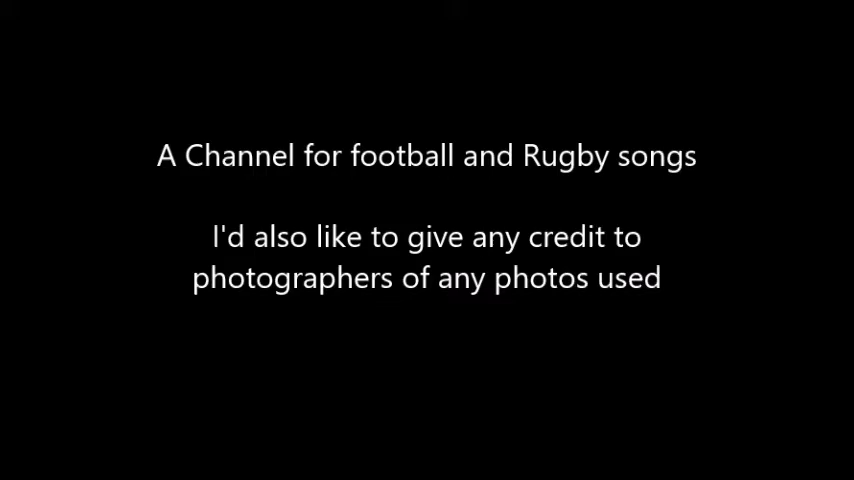 A Channel for football and Rugby songs
I'd also like to give any credit to
photographers of any photos used